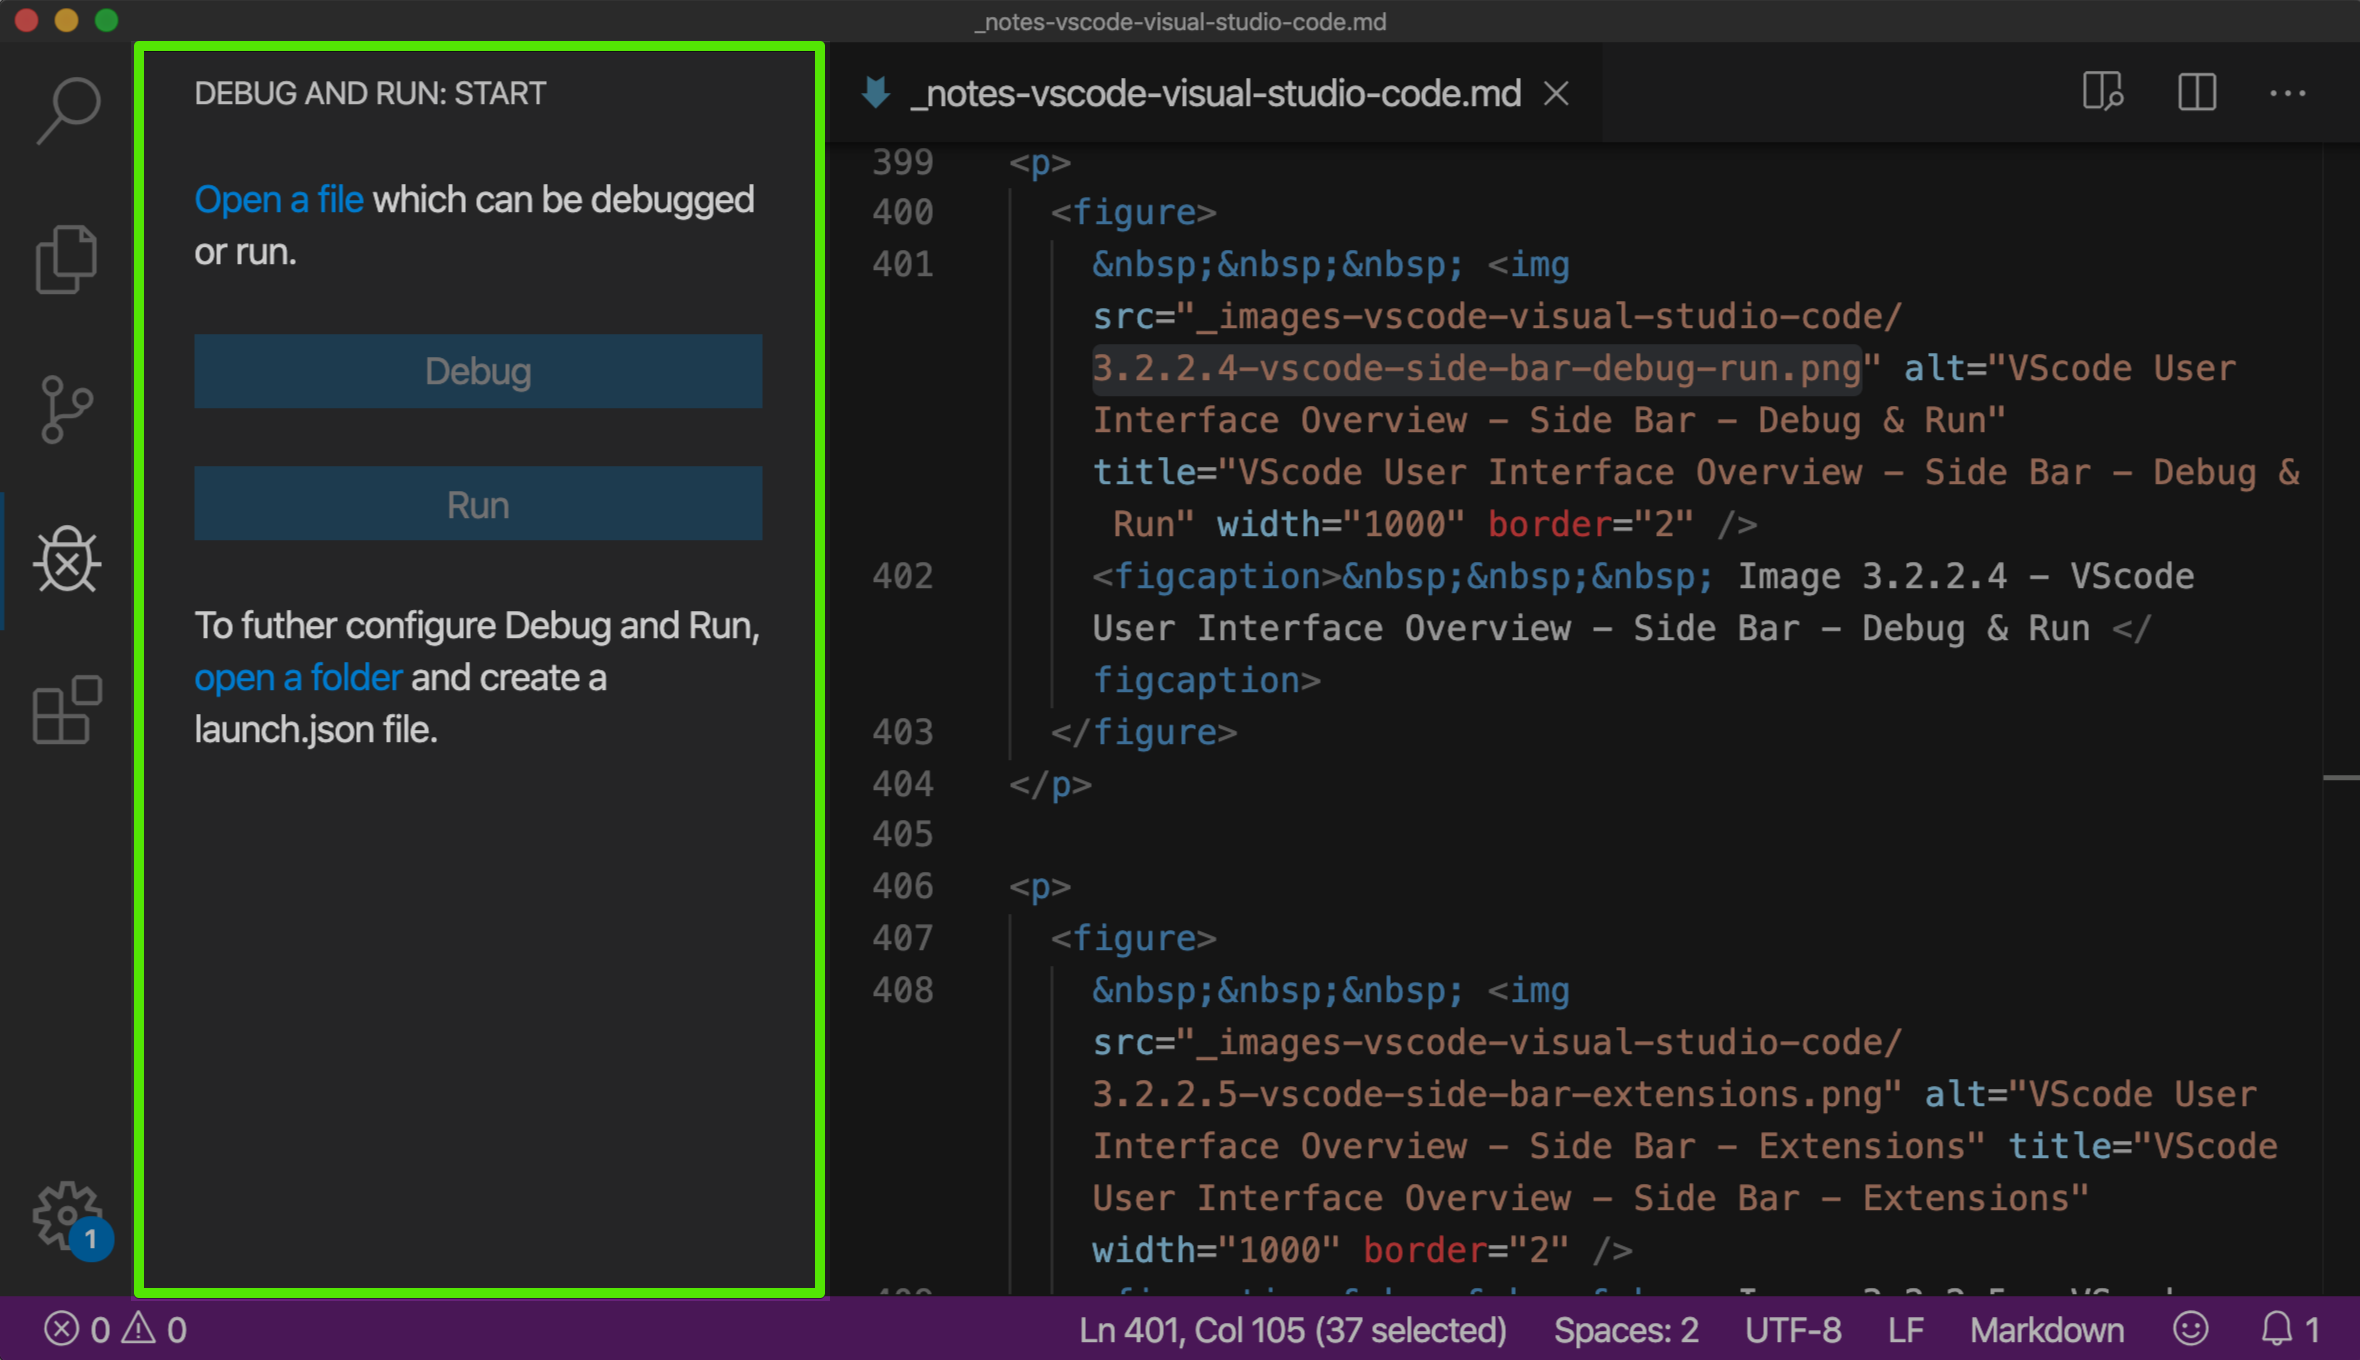 _notes-vscode-visual-studio-code.md
DEBUG AND RUN: START
Open a file which can be debugged
or run.
Debug
Run
To futher configure Debug and Run,
open a folder and create a
launch.json file.
1
_notes-vscode-visual-studio-code.md
399 <p>
400 <figure>
401 &nbsp;&nbsp;&nbsp; <img
src="_images-vscode-visual-studio-code/
3.2.2.4-vscode-side-bar-debug-run.png" alt="VScode User
Interface Overview - Side Bar - Debug & Run"
title="VScode User Interface Overview - Side Bar - Debug &
Run" width="1000" border="2" />
402 <figcaption>&nbsp;&nbsp;&nbsp; Image 3.2.2.4 - VScode
User Interface Overview - Side Bar - Debug & Run </
figcaption>
403 </figure>
404 </p>
405
406 <p>
407 <figure>
408 &nbsp;&nbsp;&nbsp; <img
src="_images-vscode-visual-studio-code/
3.2.2.5-vscode-side-bar-extensions.png" alt="VScode User
Interface Overview - Side Bar - Extensions" title="VScode
User Interface Overview - Side Bar - Extensions"
width="1000" border="2" />
0 0
Ln 401, Col 105 (37 selected) Spaces: 2 UTF-8 LF Markdown 1